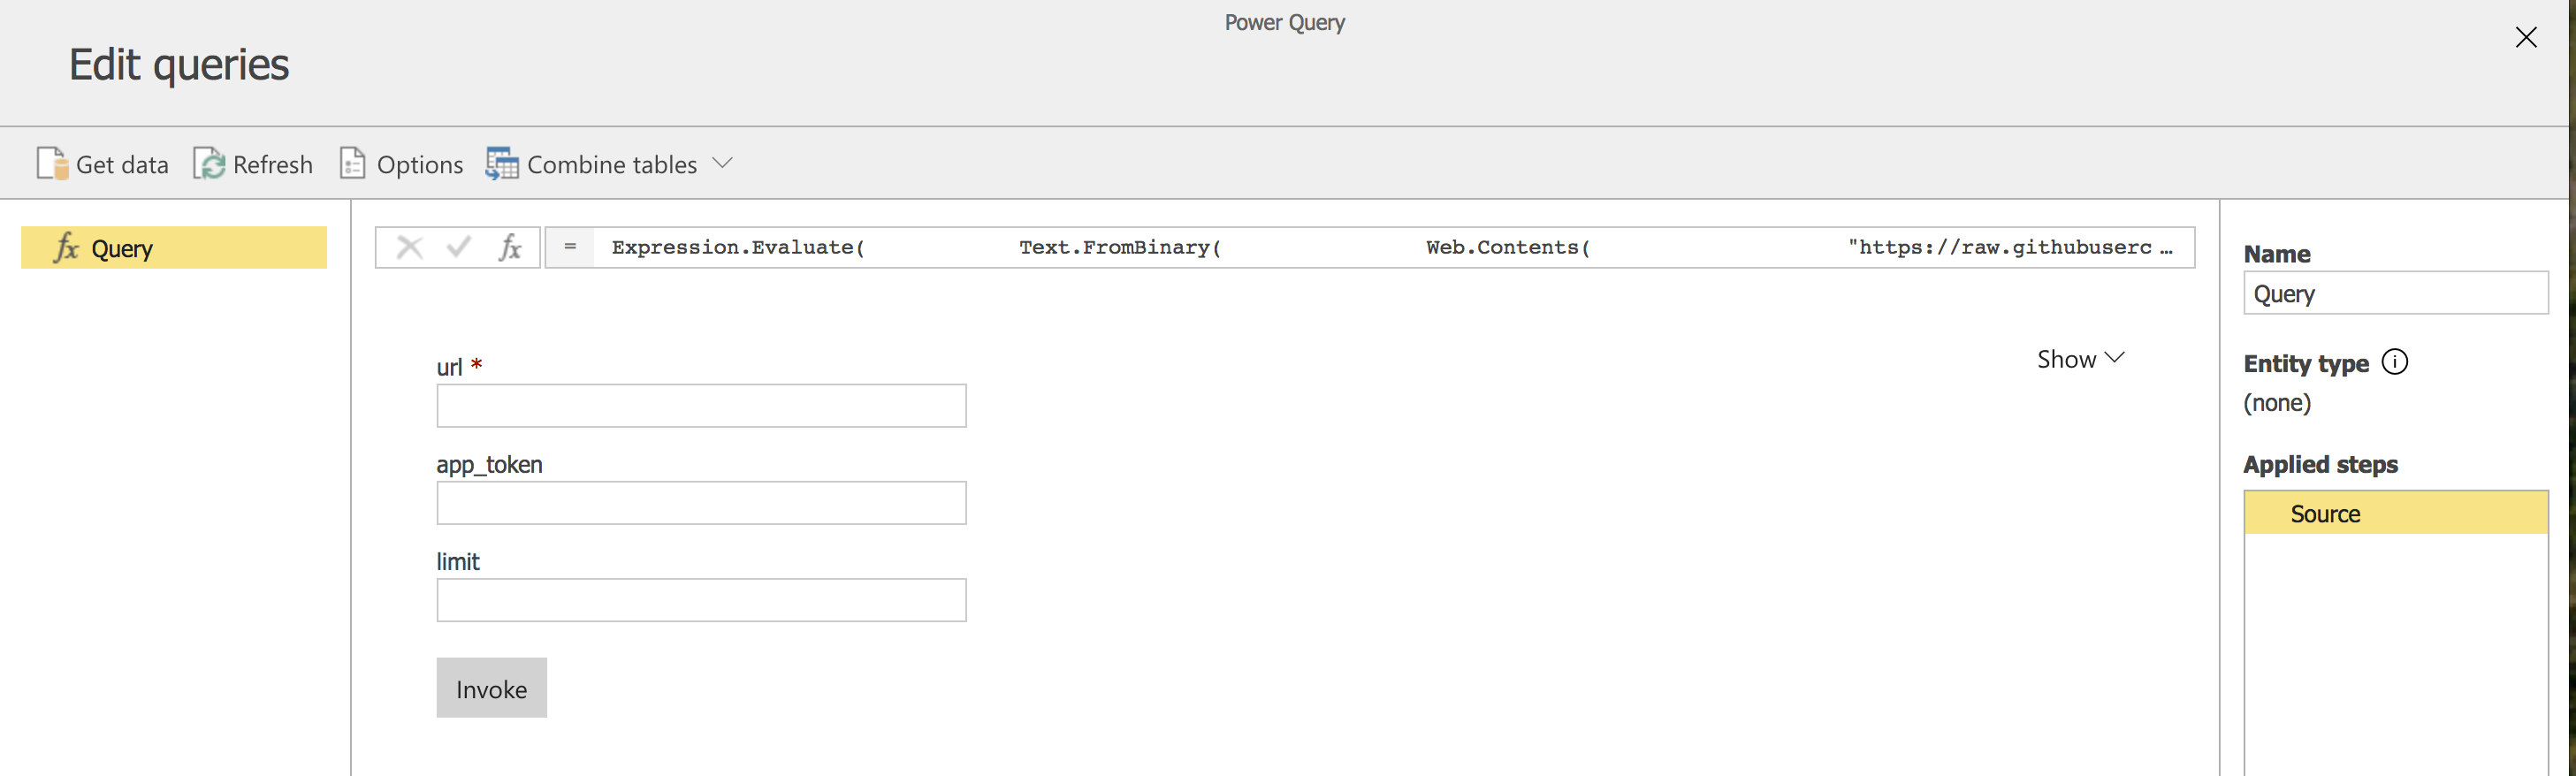 Power Query
Edit queries
Get data Refresh Options Combine tables
fx Query
fx = Expression.Evaluate( Text.FromBinary( Web.Contents( "https://raw.githubuserc ...
url *
Show
app_token
limit
Invoke
Name
Query
Entity type
(none)
Applied steps
Source